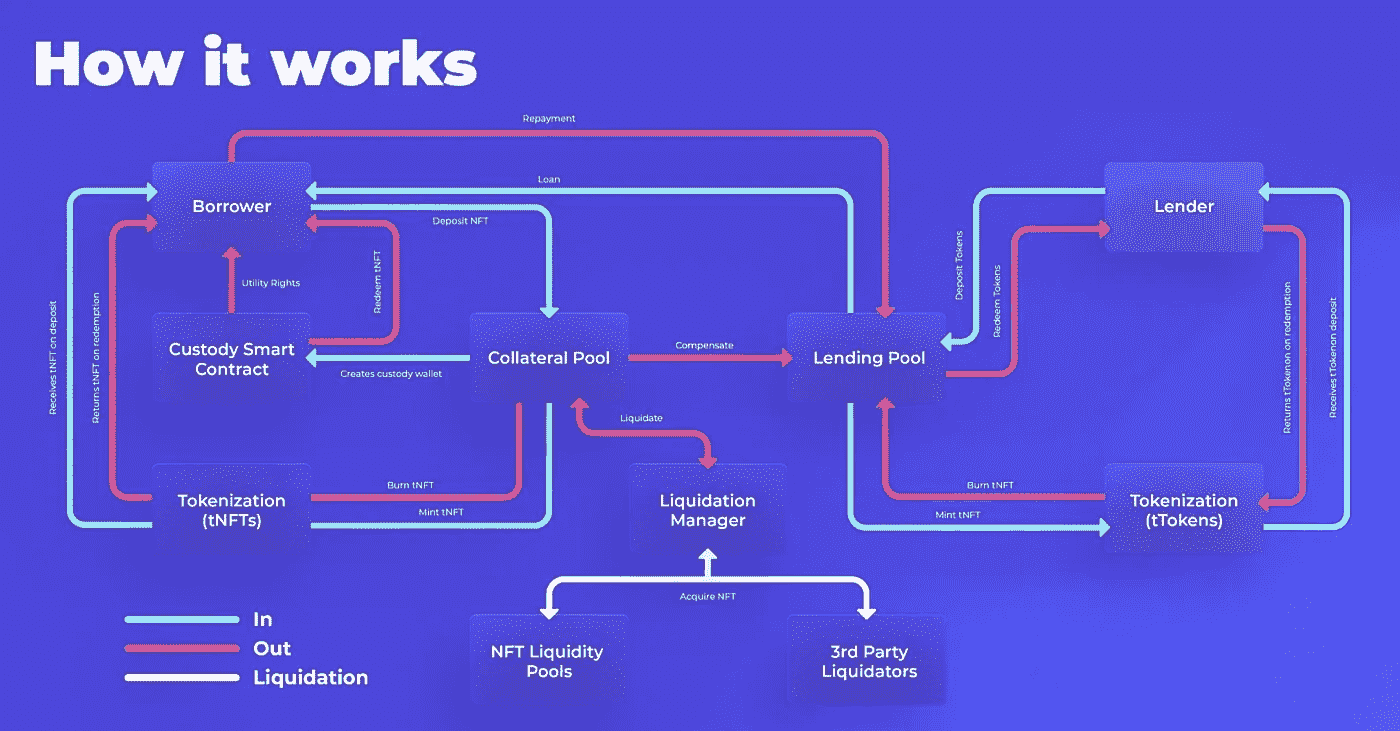 How it works
Repayment
Loan
Borrower
Deposit NFT
Lender
Utility Rights
Redeem tNFT
Deposit Tokens
Redeem Tokens
Receives tNFT on deposit
Returns tNFT on redemption
Returns tTokenon on redemption
Receives tTokenon deposit
Custody Smart
Contract
Creates custody wallet
Collateral Pool
Compensate
Lending Pool
Liquidate
Tokenization
(tNFTs)
Burn tNFT
Mint tNFT
Liquidation
Manager
Burn tNFT
Mint tNFT
Tokenization
(tTokens)
Acquire NFT
NFT Liquidity
Pools
3rd Party
Liquidators
In
Out
Liquidation